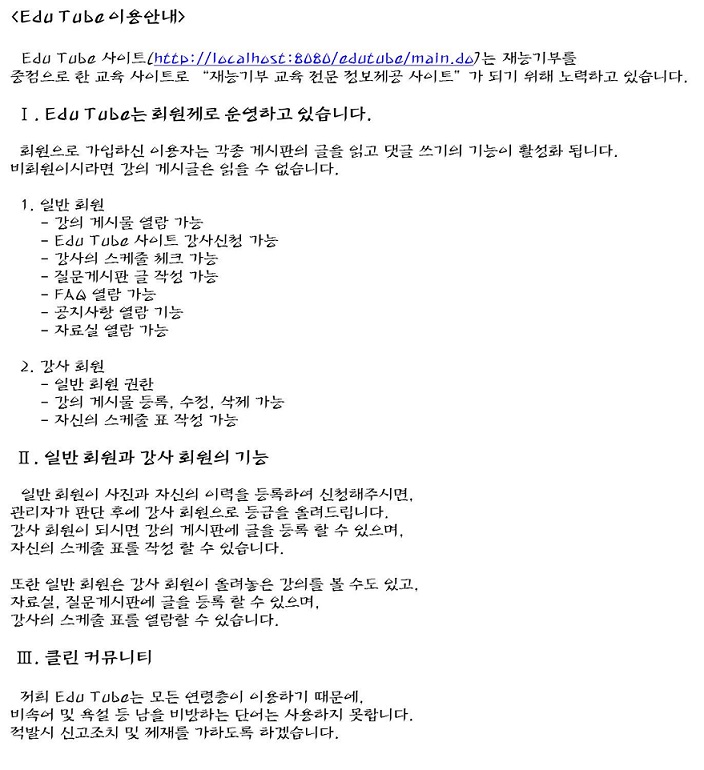 <Edu Tube 이용안내>
Edu Tube 사이트(http://localhost:8080/edutube/main.do)는 재능기부를
중점으로 한 교육 사이트로 “재능기부 교육 전문 정보제공 사이트”가 되기 위해 노력하고 있습니다.
Ⅰ. Edu Tube는 회원제로 운영하고 있습니다.
회원으로 가입하신 이용자는 각종 게시판의 글을 읽고 댓글 쓰기의 기능이 활성화 됩니다.
비회원이시라면 강의 게시글은 읽을 수 없습니다.
1. 일반 회원
- 강의 게시물 열람 가능
- Edu Tube 사이트 강사신청 가능
- 강사의 스케줄 체크 가능
- 질문게시판 글 작성 가능
- FAQ 열람 가능
- 공지사항 열람 기능
- 자료실 열람 가능
2. 강사 회원
- 일반 회원 권한
- 강의 게시물 등록, 수정, 삭제 가능
- 자신의 스케줄 표 작성 가능
Ⅱ. 일반 회원과 강사 회원의 기능
일반 회원이 사진과 자신의 이력을 등록하여 신청해주시면,
관리자가 판단 후에 강사 회원으로 등급을 올려드립니다.
강사 회원이 되시면 강의 게시판에 글을 등록 할 수 있으며,
자신의 스케줄 표를 작성 할 수 있습니다.
또한 일반 회원은 강사 회원이 올려놓은 강의를 볼 수도 있고,
자료실, 질문게시판에 글을 등록 할 수 있으며,
강사의 스케줄 표를 열람할 수 있습니다.
Ⅲ. 클린 커뮤니티
저희 Edu Tube는 모든 연령층이 이용하기 때문에,
비속어 및 욕설 등 남을 비방하는 단어는 사용하지 못합니다.
적발시 신고조치 및 제재를 가하도록 하겠습니다.